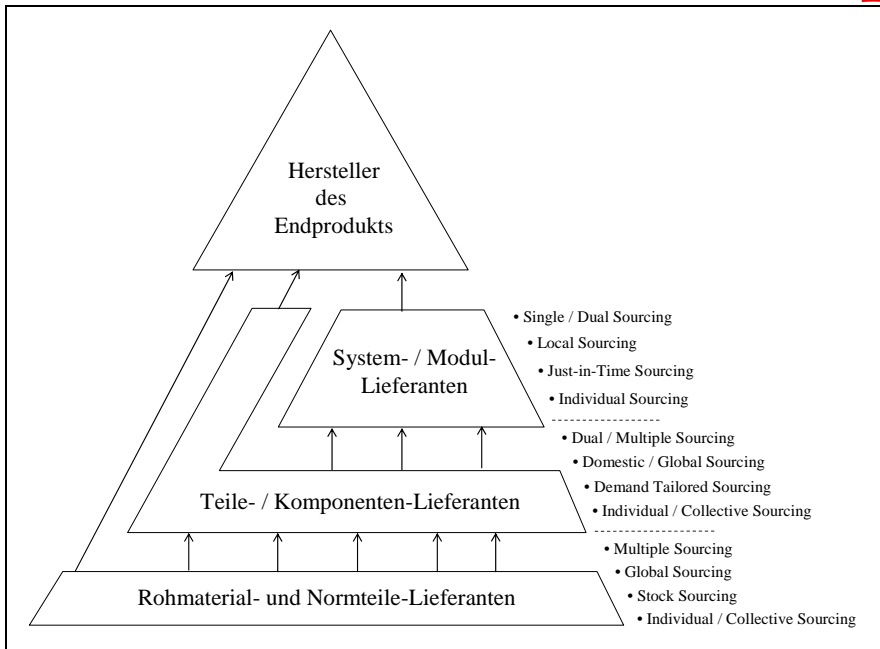 Hersteller
des
Endprodukts
System- / Modul-
Lieferanten
• Single / Dual Sourcing
• Local Sourcing
• Just-in-Time Sourcing
• Individual Sourcing
Teile- / Komponenten-Lieferanten
• Dual / Multiple Sourcing
• Domestic / Global Sourcing
• Demand Tailored Sourcing
• Individual / Collective Sourcing
Rohmaterial- und Normteile-Lieferanten
• Multiple Sourcing
• Global Sourcing
• Stock Sourcing
• Individual / Collective Sourcing